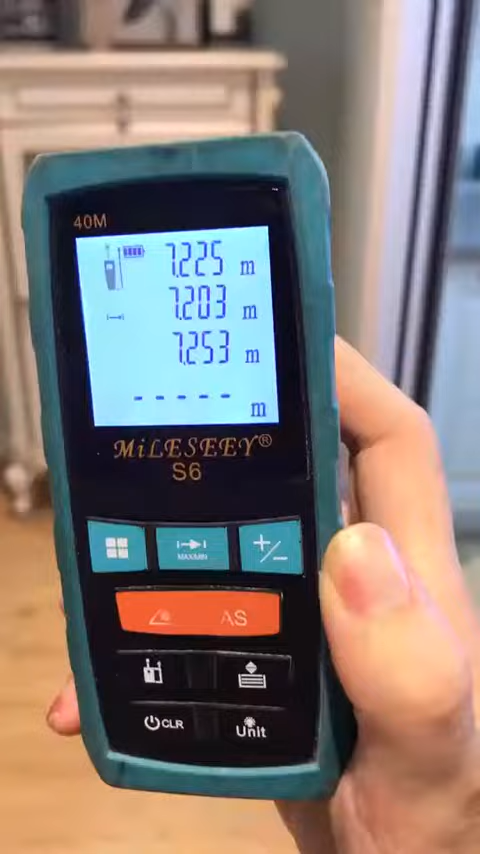 40M
7.225 m
7.203 m
7.253 m
----- m
MiLESEEY®
S6
MAX/MIN
+/-
AS
CLR
Unit